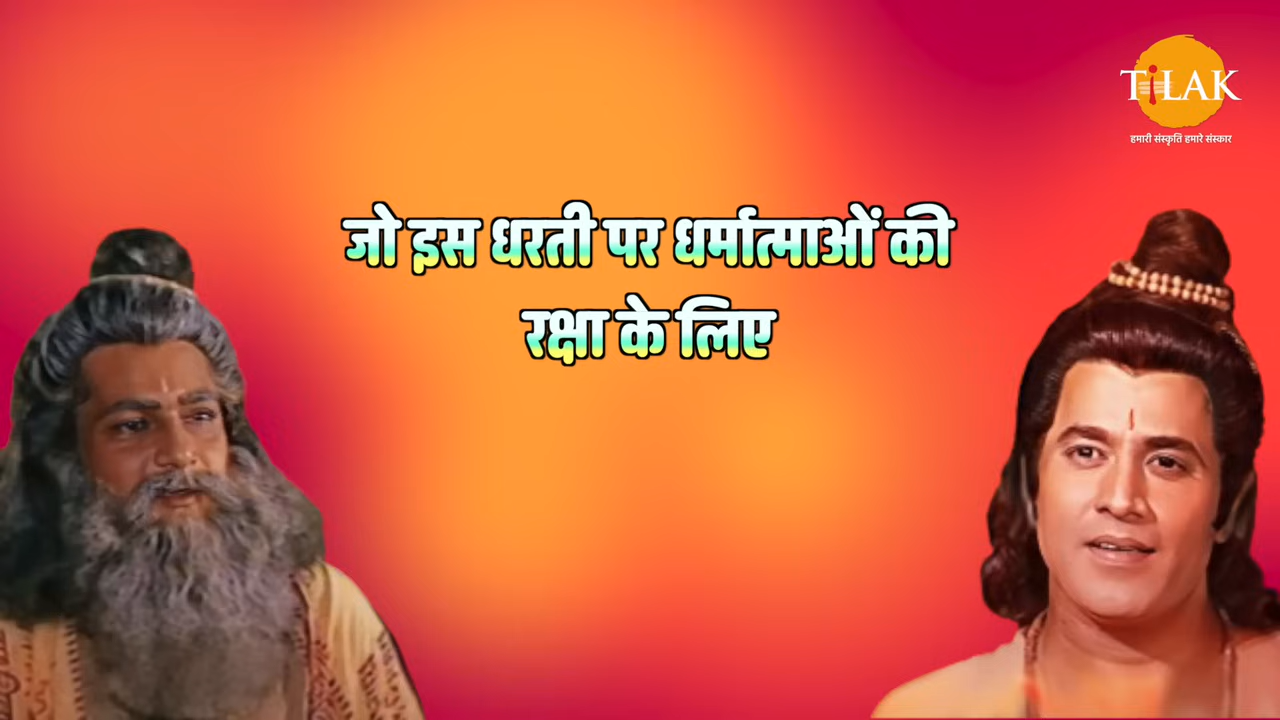 TiLAK
हमारी संस्कृति हमारे संस्कार
जो इस धरती पर धर्मात्माओं की
रक्षा के लिए